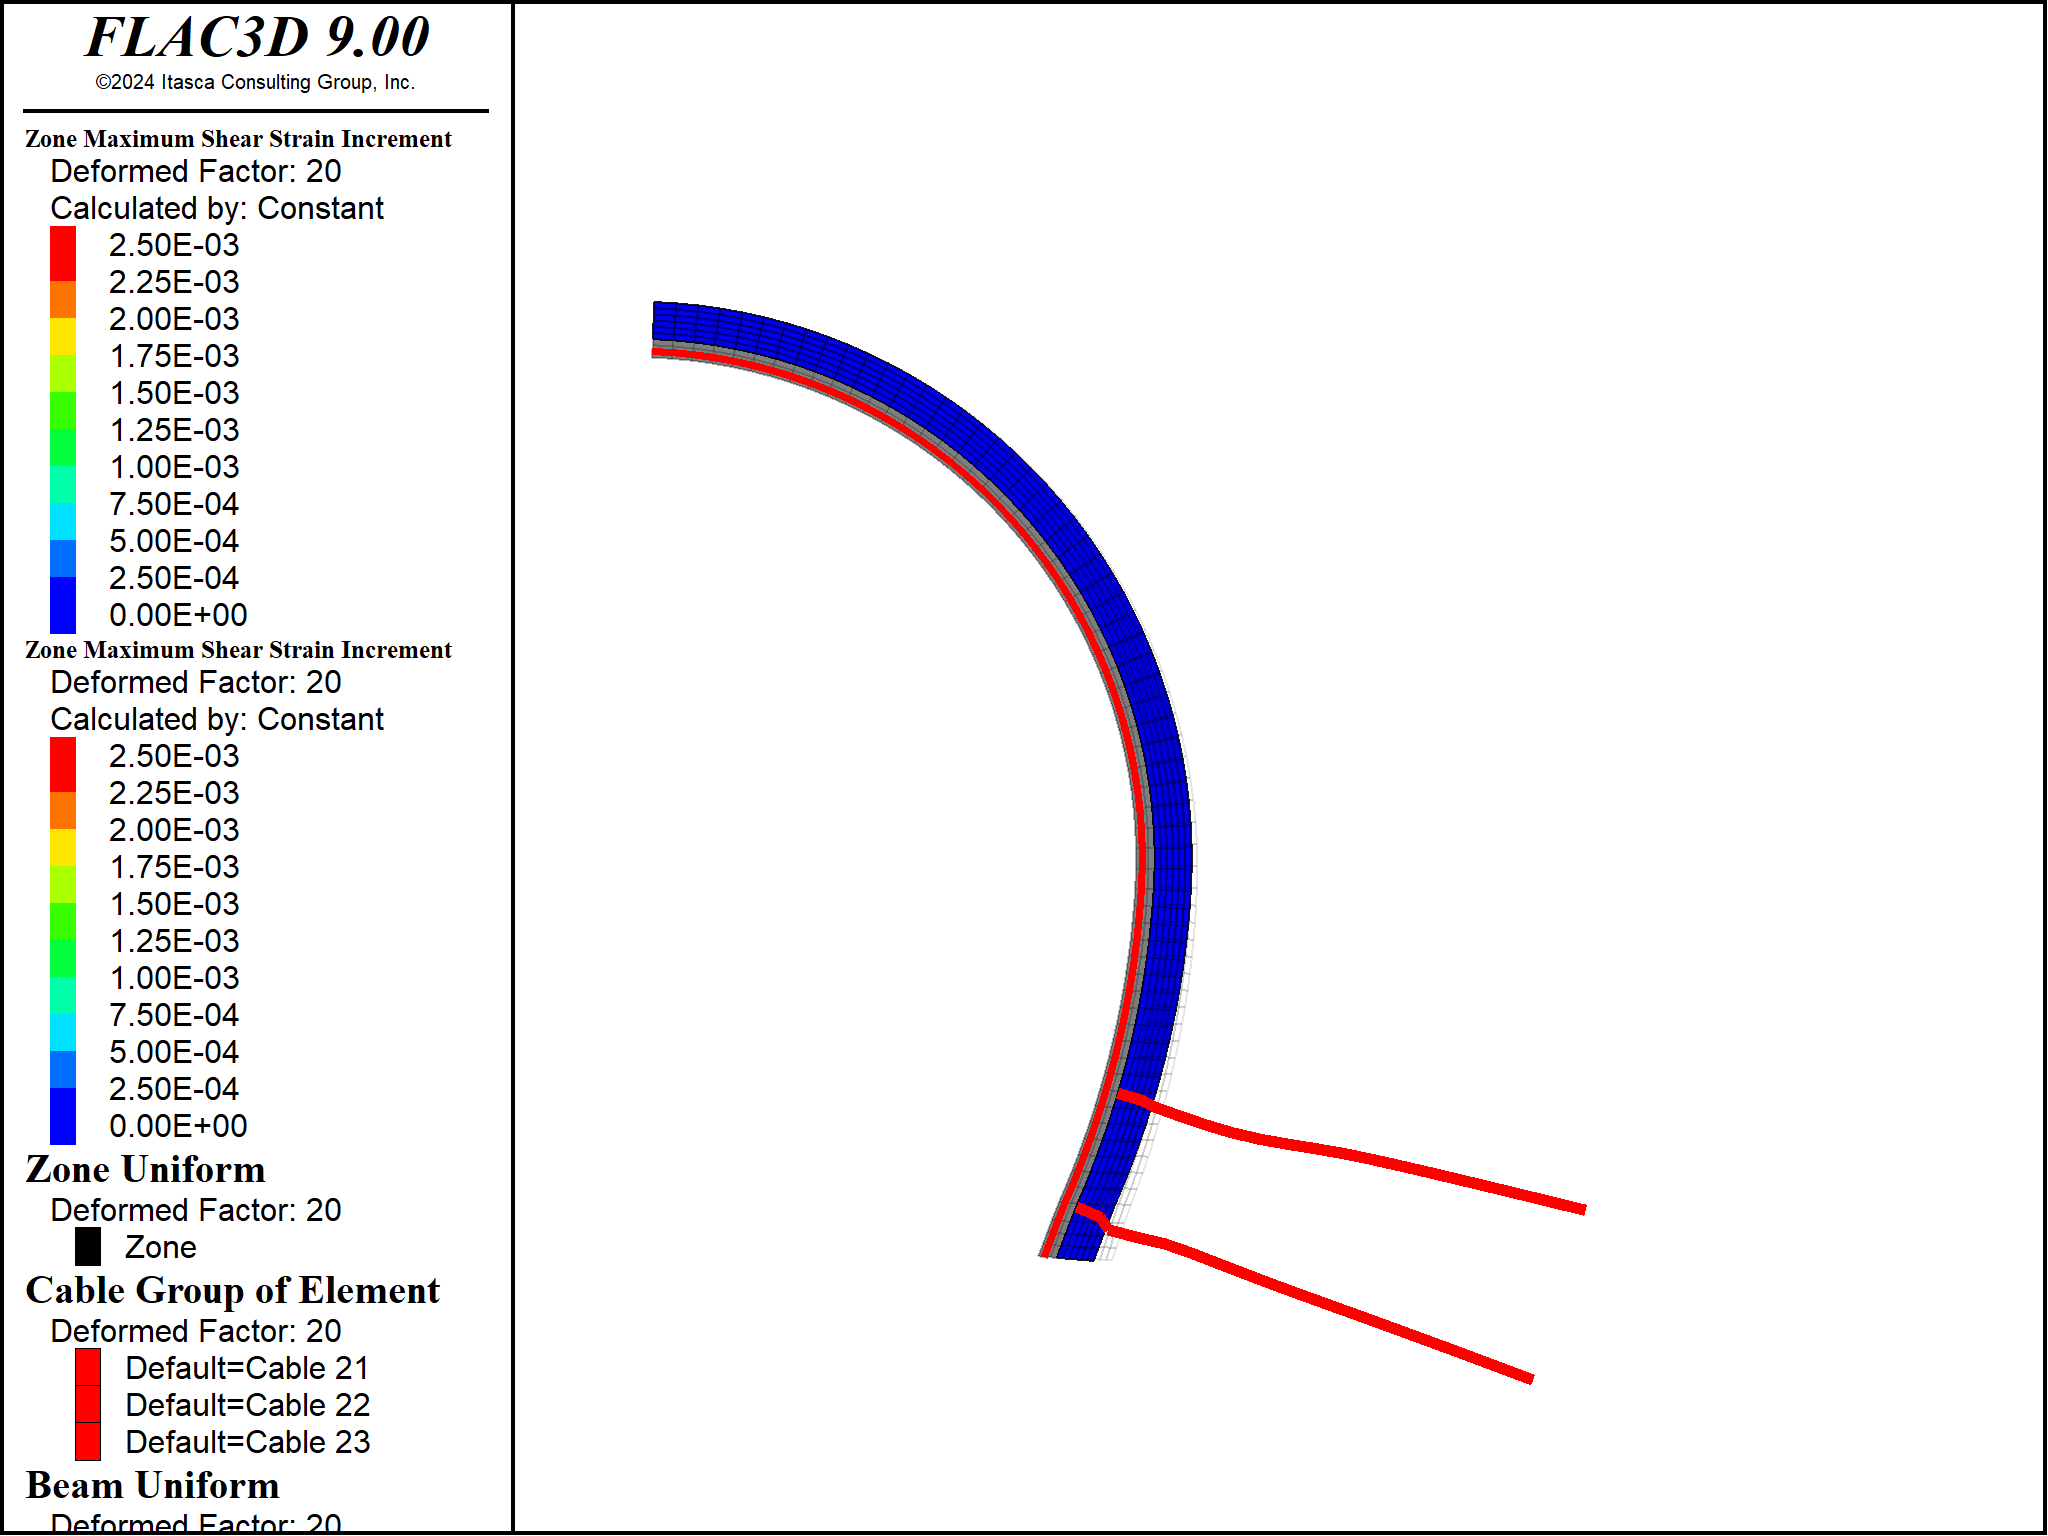 FLAC3D 9.00
©2024 Itasca Consulting Group, Inc.
Zone Maximum Shear Strain Increment
Deformed Factor: 20
Calculated by: Constant
2.50E-03
2.25E-03
2.00E-03
1.75E-03
1.50E-03
1.25E-03
1.00E-03
7.50E-04
5.00E-04
2.50E-04
0.00E+00
Zone Maximum Shear Strain Increment
Deformed Factor: 20
Calculated by: Constant
2.50E-03
2.25E-03
2.00E-03
1.75E-03
1.50E-03
1.25E-03
1.00E-03
7.50E-04
5.00E-04
2.50E-04
0.00E+00
Zone Uniform
Deformed Factor: 20
Zone
Cable Group of Element
Deformed Factor: 20
Default=Cable 21
Default=Cable 22
Default=Cable 23
Beam Uniform
Deformed Factor: 20